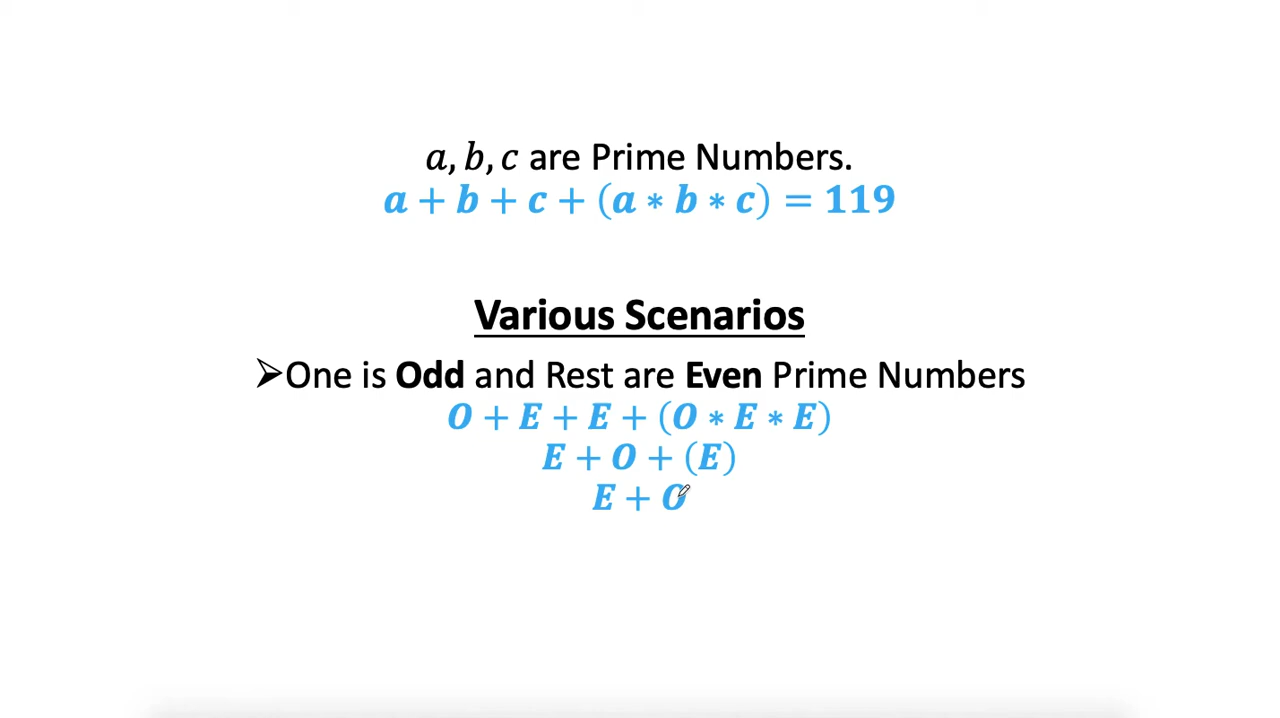 a, b, c are Prime Numbers.
a + b + c + (a * b * c) = 119
Various Scenarios
➢One is Odd and Rest are Even Prime Numbers
O + E + E + (O * E * E)
E + O + (E)
E + O